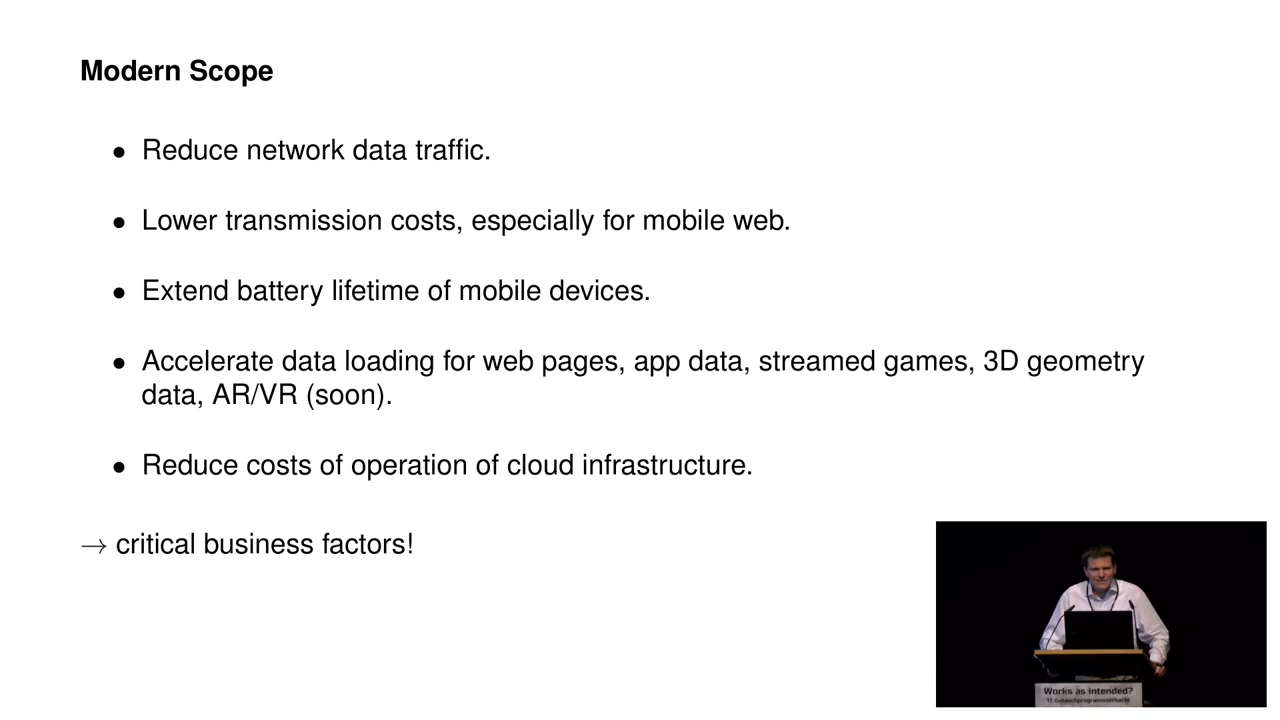 Modern Scope
• Reduce network data traffic.
• Lower transmission costs, especially for mobile web.
• Extend battery lifetime of mobile devices.
• Accelerate data loading for web pages, app data, streamed games, 3D geometry
data, AR/VR (soon).
• Reduce costs of operation of cloud infrastructure.
→ critical business factors!
Works as intended?
17. Gulaschprogrammiernacht